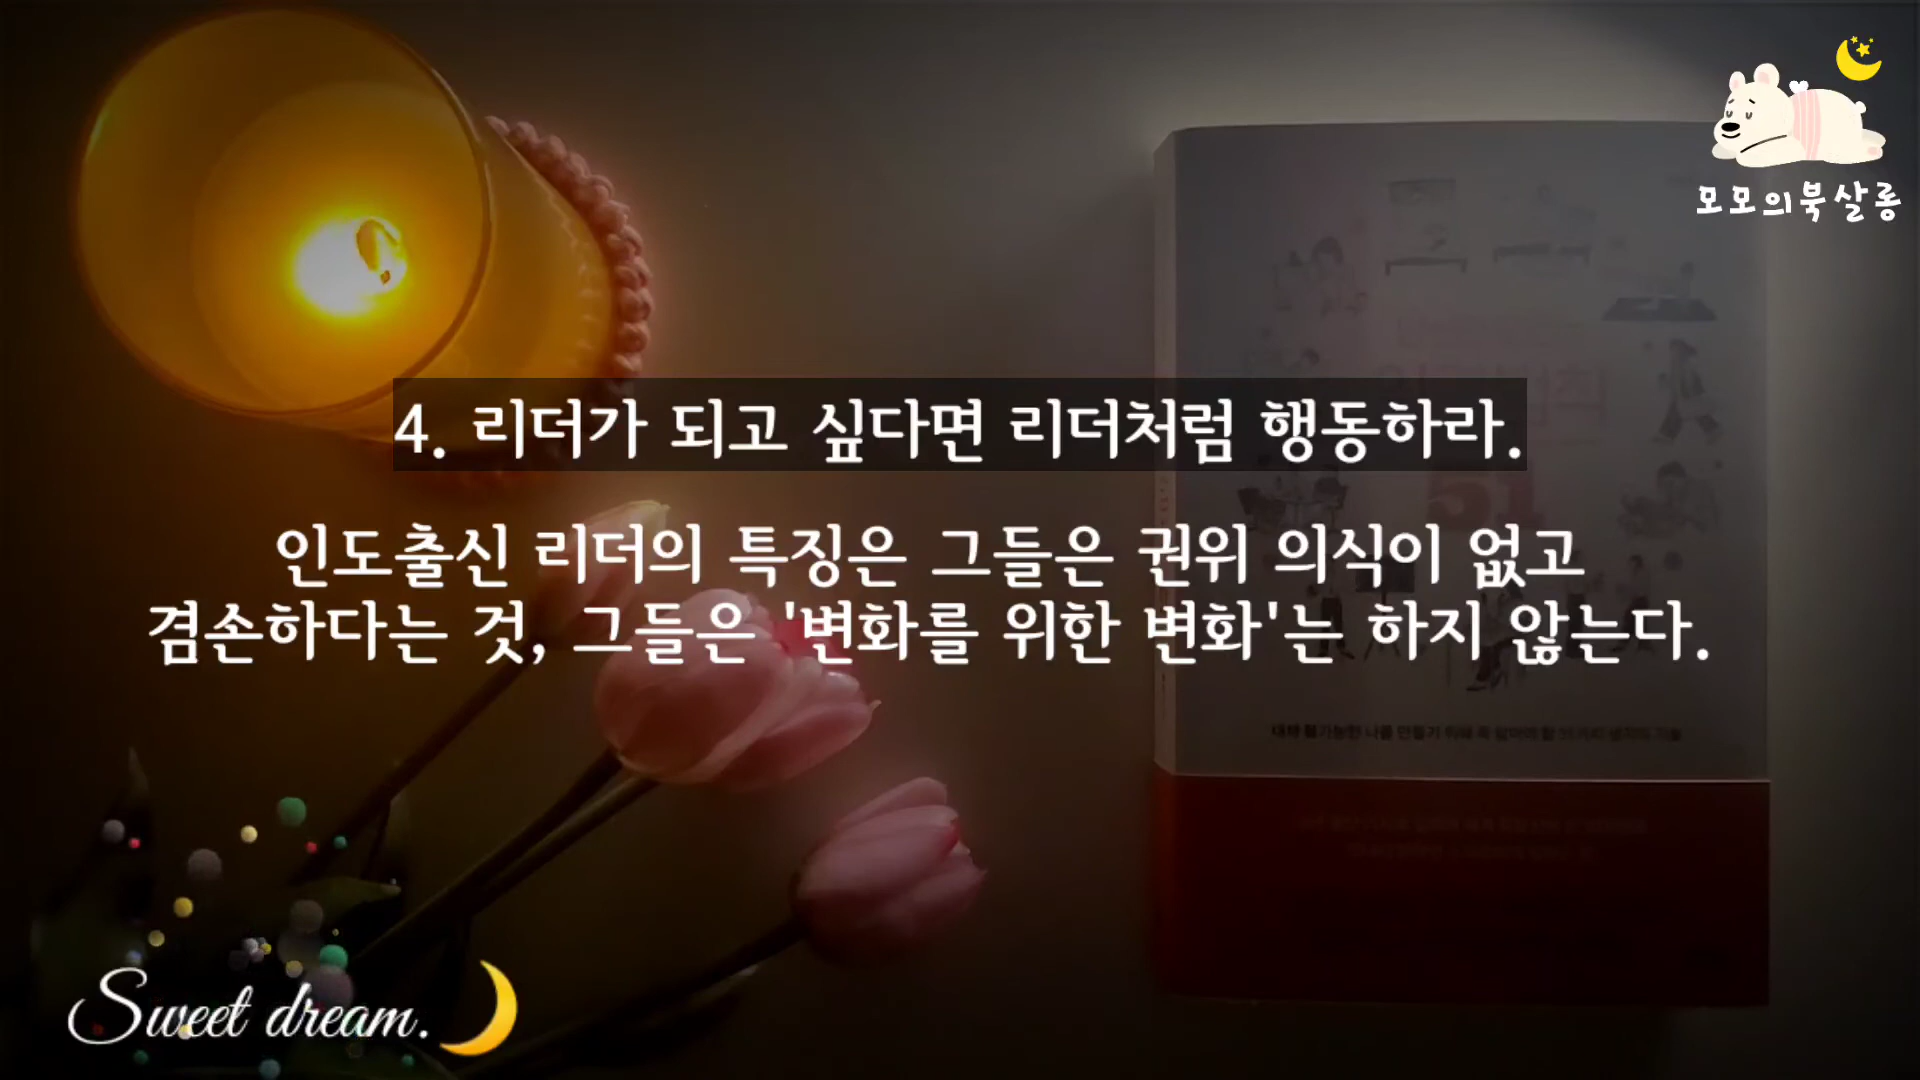 모모의북살롱
4. 리더가 되고 싶다면 리더처럼 행동하라.
인도출신 리더의 특징은 그들은 권위 의식이 없고
겸손하다는 것, 그들은 '변화를 위한 변화'는 하지 않는다.
51
Sweet dream.